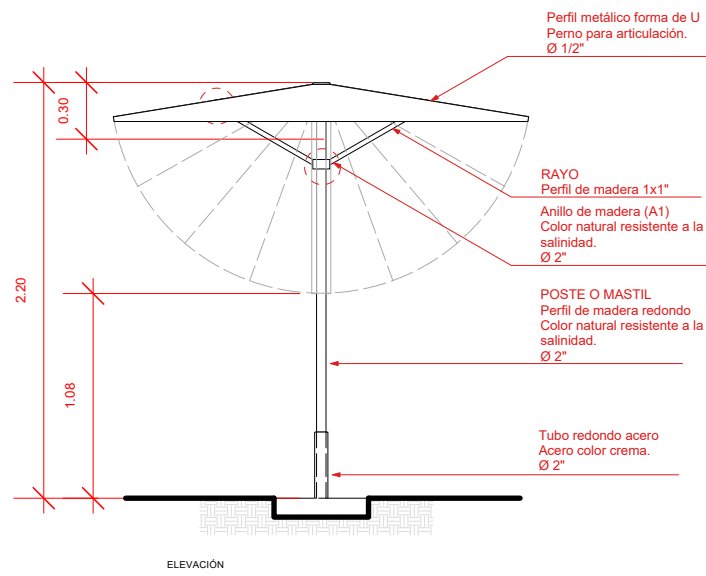 Perfil metálico forma de U
Perno para articulación.
Ø 1/2"
0.30
RAYO
Perfil de madera 1x1"
Anillo de madera (A1)
Color natural resistente a la
salinidad.
Ø 2"
2.20
POSTE O MASTIL
Perfil de madera redondo
Color natural resistente a la
salinidad.
Ø 2"
1.08
Tubo redondo acero
Acero color crema.
Ø 2"
ELEVACIÓN